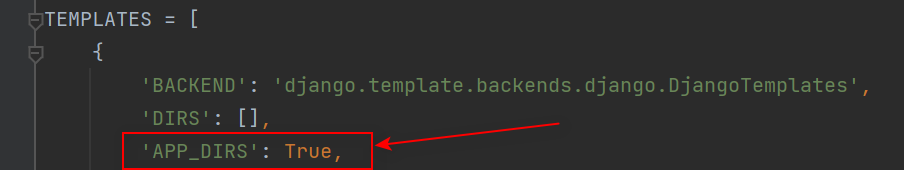 TEMPLATES = [
{
'BACKEND': 'django.template.backends.django.DjangoTemplates',
'DIRS': [],
'APP_DIRS': True,